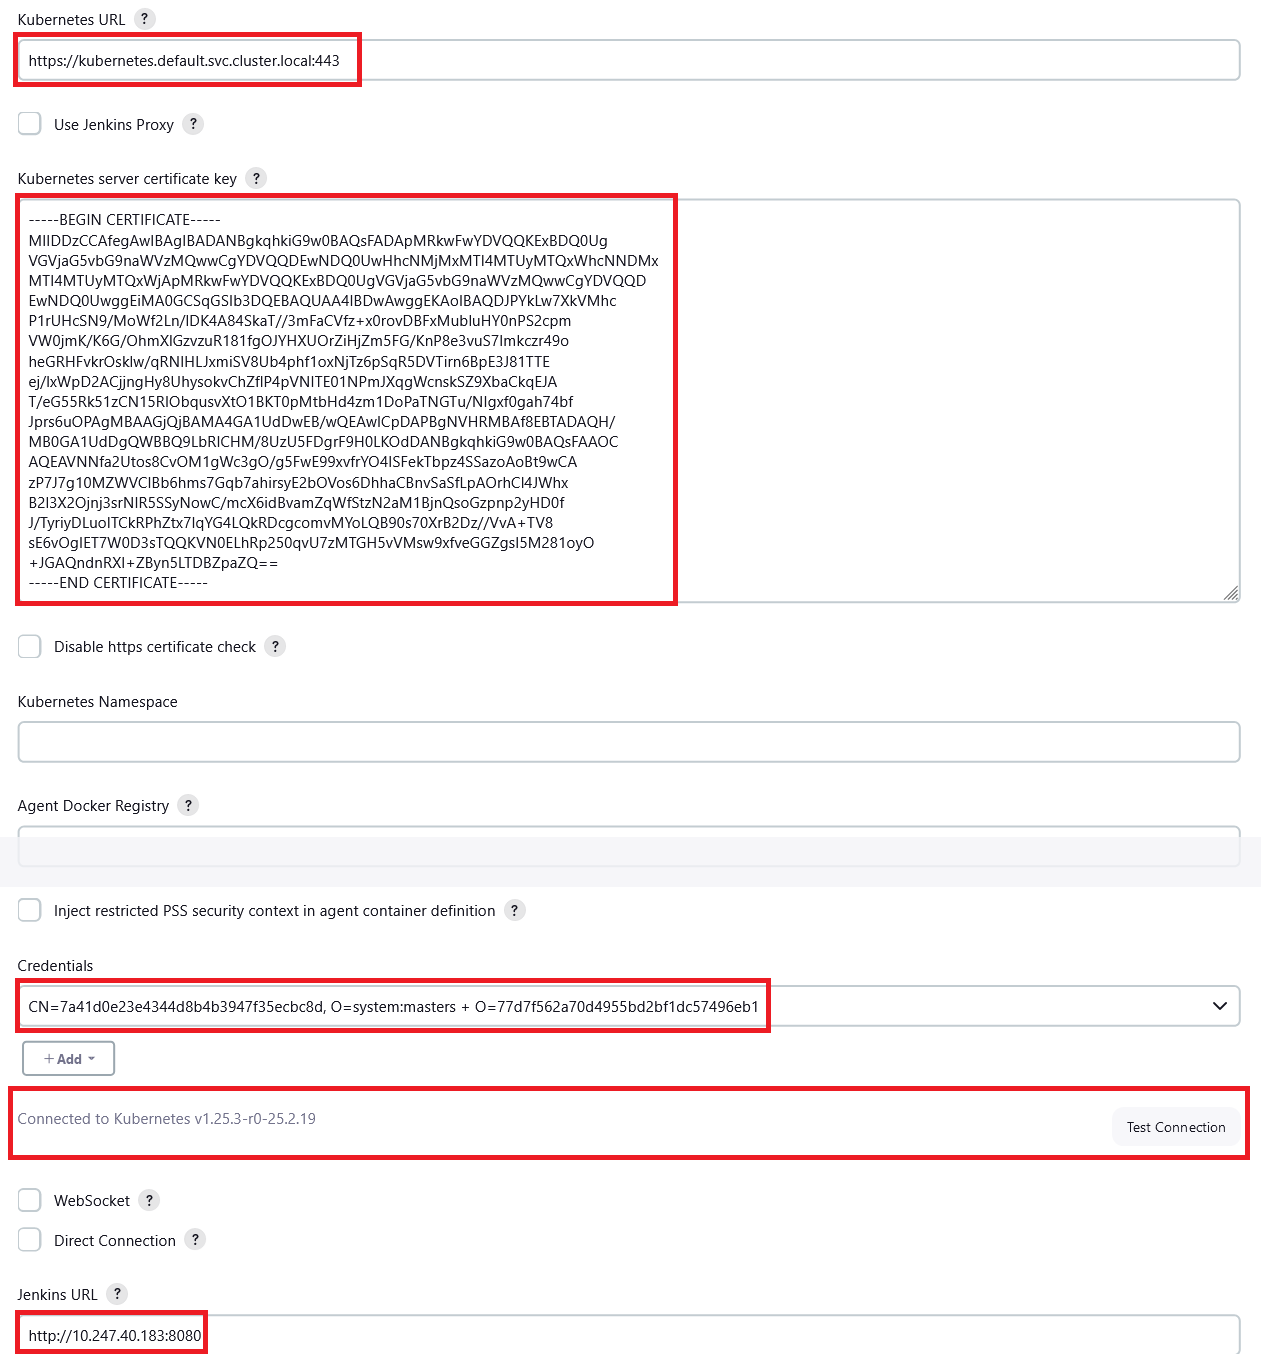 Kubernetes URL ?
https://kubernetes.default.svc.cluster.local:443
Use Jenkins Proxy ?
Kubernetes server certificate key ?
-----BEGIN CERTIFICATE-----
MIIDDzCCAfegAwIBAgIBADANBgkqhkiG9w0BAQsFADApMRkwFwYDVQQKExBDQ0Ug
VGVjaG5vbG9naWVzMQwwCgYDVQQDEwNDQ0UwHhcNMjMxMTI4MTUyMTQxWhcNNDMx
MTI4MTUyMTQxWjApMRkwFwYDVQQKExBDQ0UgVGVjaG5vbG9naWVzMQwwCgYDVQQD
EwNDQ0UwggEiMA0GCSqGSIb3DQEBAQUAA4IBDwAwggEKAoIBAQDJPYkLw7XkVMhc
P1rUHcSN9/MoWf2Ln/IDK4A84SkaT//3mFaCVfz+x0rovDBFxMubIuHY0nPS2cpm
VW0jmK/K6G/OhmXIGzvzuR181fgOJYHXUOrZiHjZm5FG/KnP8e3vuS7Imkczr49o
heGRHFvkrOsklw/qRNIHLJxmiSV8Ub4phf1oxNjTz6pSqR5DVTirn6BpE3J81TTE
ej/lxWpD2ACjjngHy8UhysokvChZflP4pVNITE01NPmJXqgWcnskSZ9XbaCkqEJA
T/eG55Rk51zCN15RIObqusvXtO1BKT0pMtbHd4zm1DoPaTNGTu/NIgxf0gah74bf
Jprs6uOPAgMBAAGjQjBAMA4GA1UdDwEB/wQEAwICpDAPBgNVHRMBAf8EBTADAQH/
MB0GA1UdDgQWBBQ9LbRlCHM/8UzU5FDgrF9H0LKOdDANBgkqhkiG9w0BAQsFAAOC
AQEAVNNfa2Utos8CvOM1gWc3gO/g5FwE99xvfrYO4ISFekTbpz4SSazoAoBt9wCA
zP7J7g10MZWVClBb6hms7Gqb7ahirsyE2bOVos6DhhaCBnvSaSfLpAOrhCl4JWhx
B2I3X2Ojnj3srNIR5SSyNowC/mcX6idBvamZqWfStzN2aM1BjnQsoGzpnp2yHD0f
J/TyriyDLuoITCkRPhZtx7IqYG4LQkRDcgcomvMYoLQB90s70XrB2Dz//VvA+TV8
sE6vOgIET7W0D3sTQQKVN0ELhRp250qvU7zMTGH5vVMsw9xfveGGZgsI5M281oyO
+JGAQndnRXI+ZByn5LTDBZpaZQ==
-----END CERTIFICATE-----
Disable https certificate check ?
Kubernetes Namespace
Agent Docker Registry ?
Inject restricted PSS security context in agent container definition ?
Credentials
CN=7a41d0e23e4344d8b4b3947f35ecbc8d, O=system:masters + O=77d7f562a70d4955bd2bf1dc57496eb1
+ Add
Connected to Kubernetes v1.25.3-r0-25.2.19
Test Connection
WebSocket ?
Direct Connection ?
Jenkins URL ?
http://10.247.40.183:8080